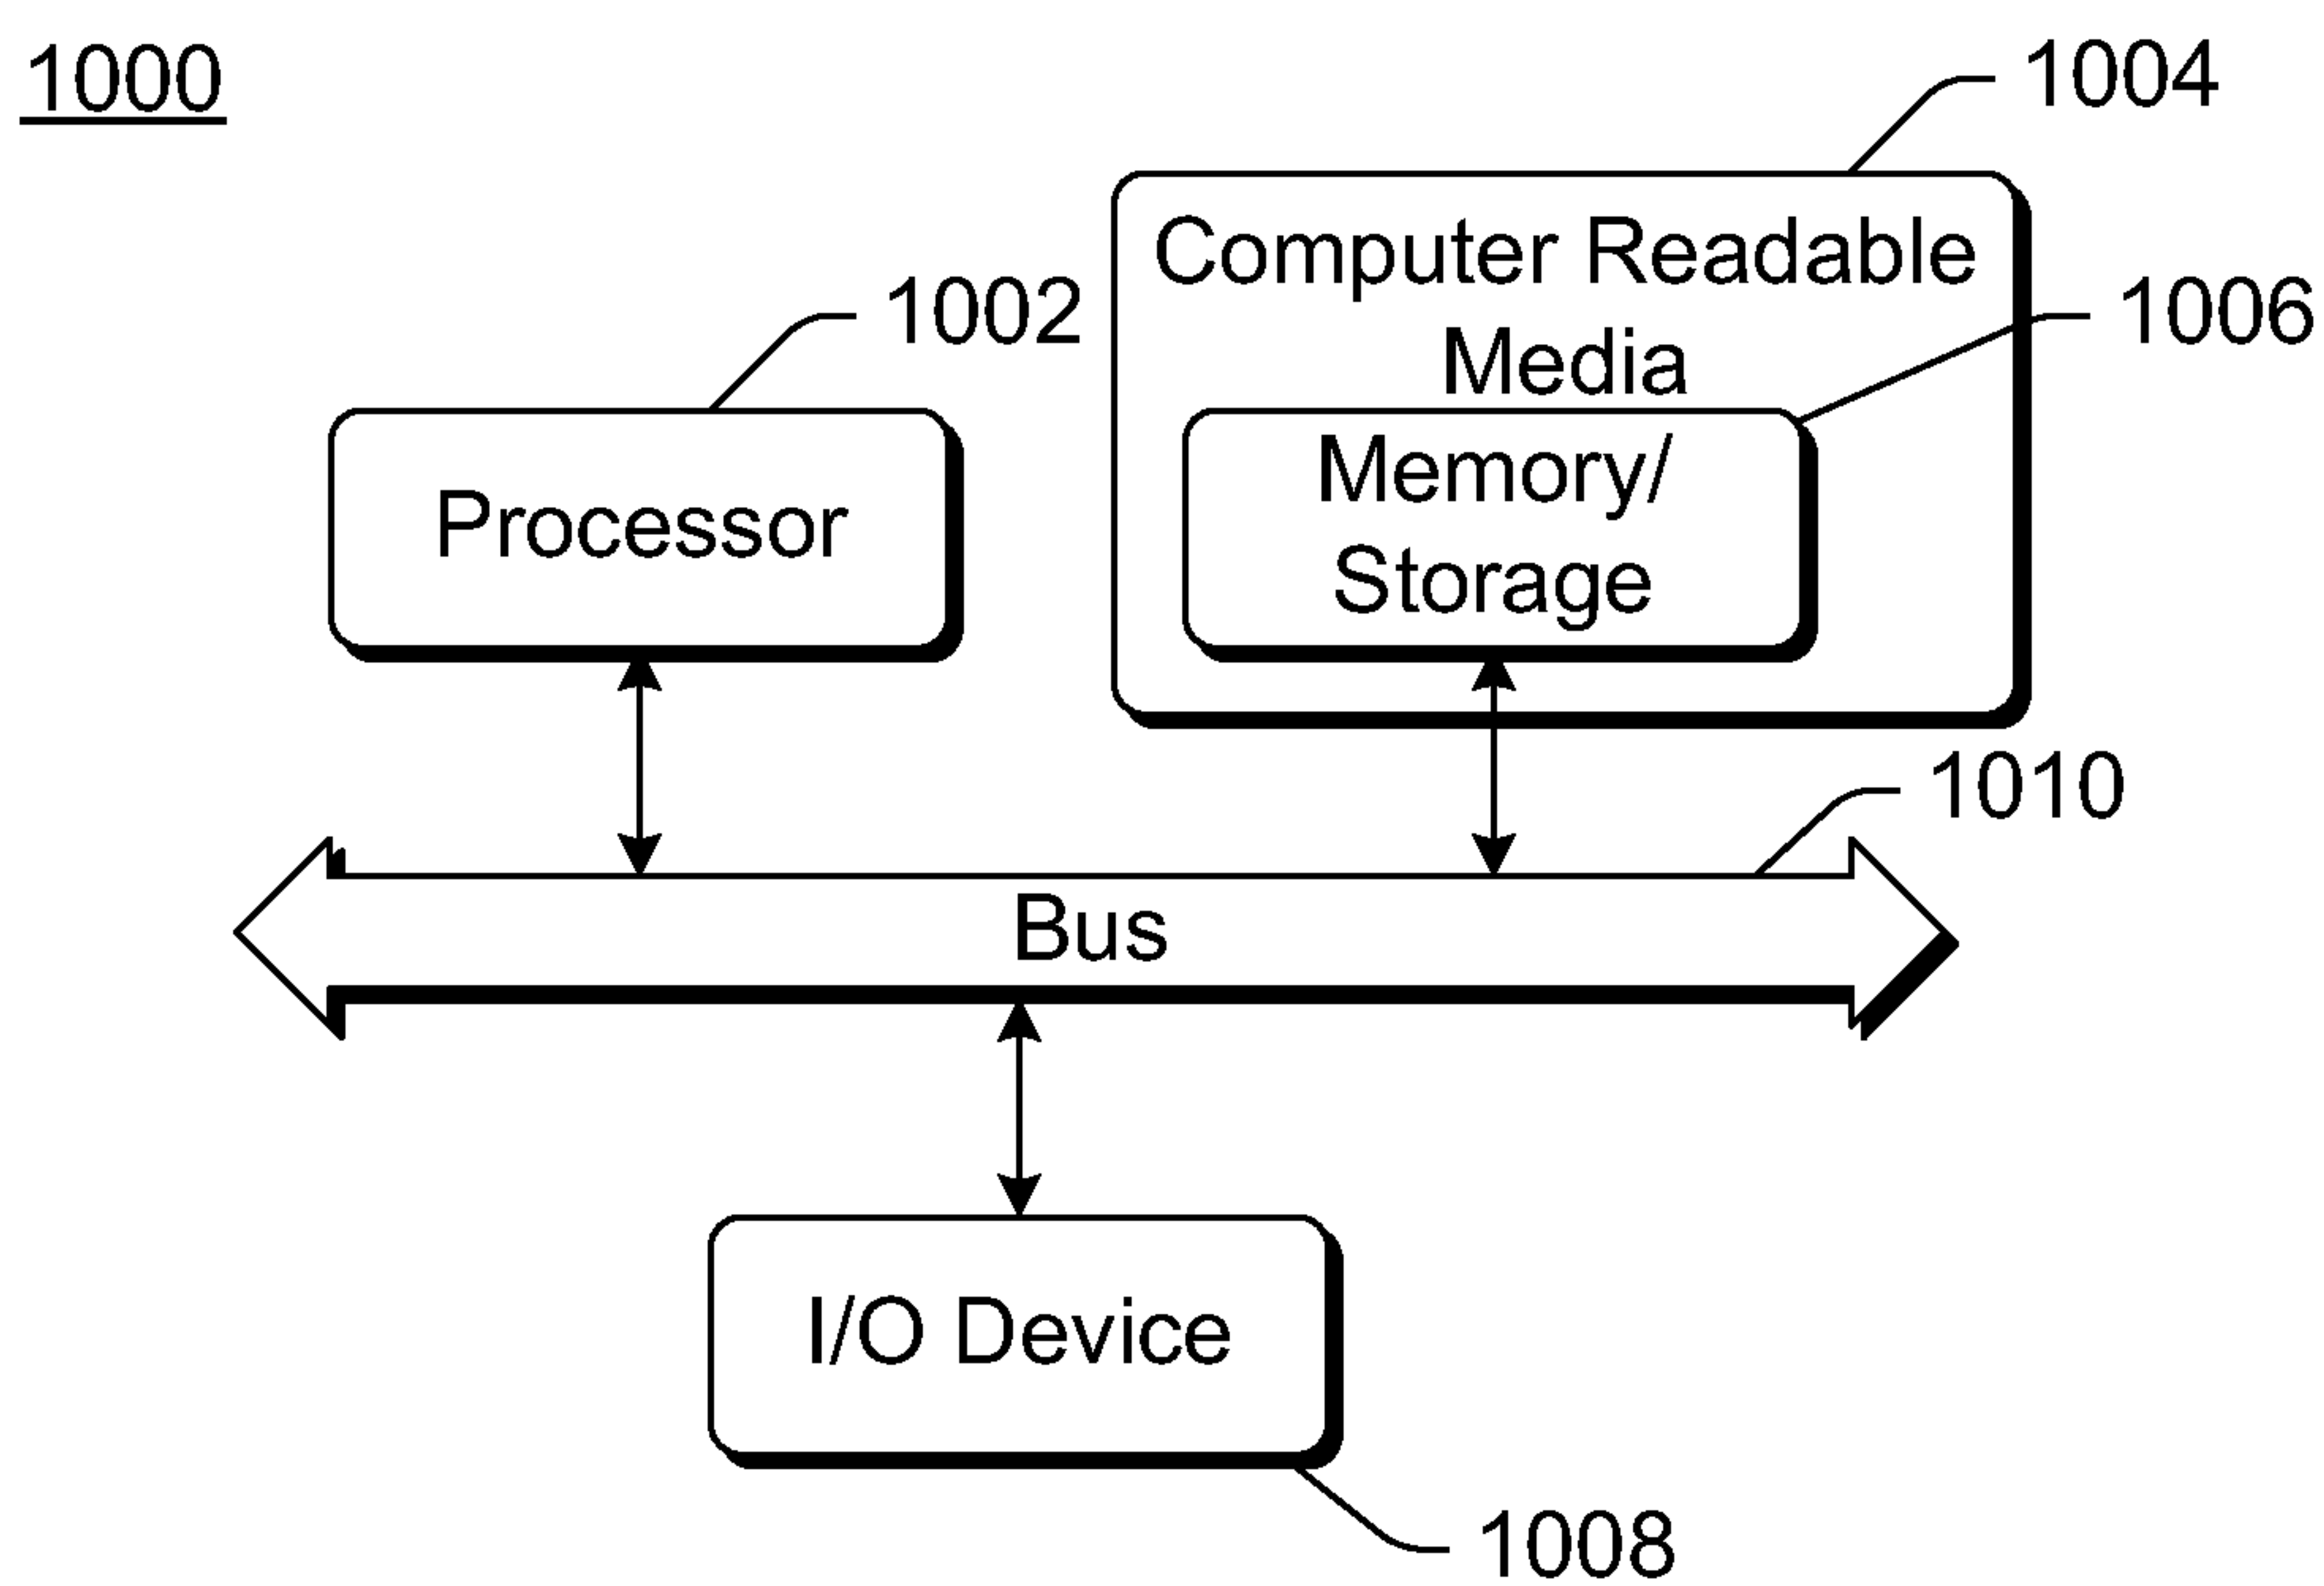 1000
1004
Computer Readable
Media
1002
1006
Processor
Memory/
Storage
1010
Bus
I/O Device
1008